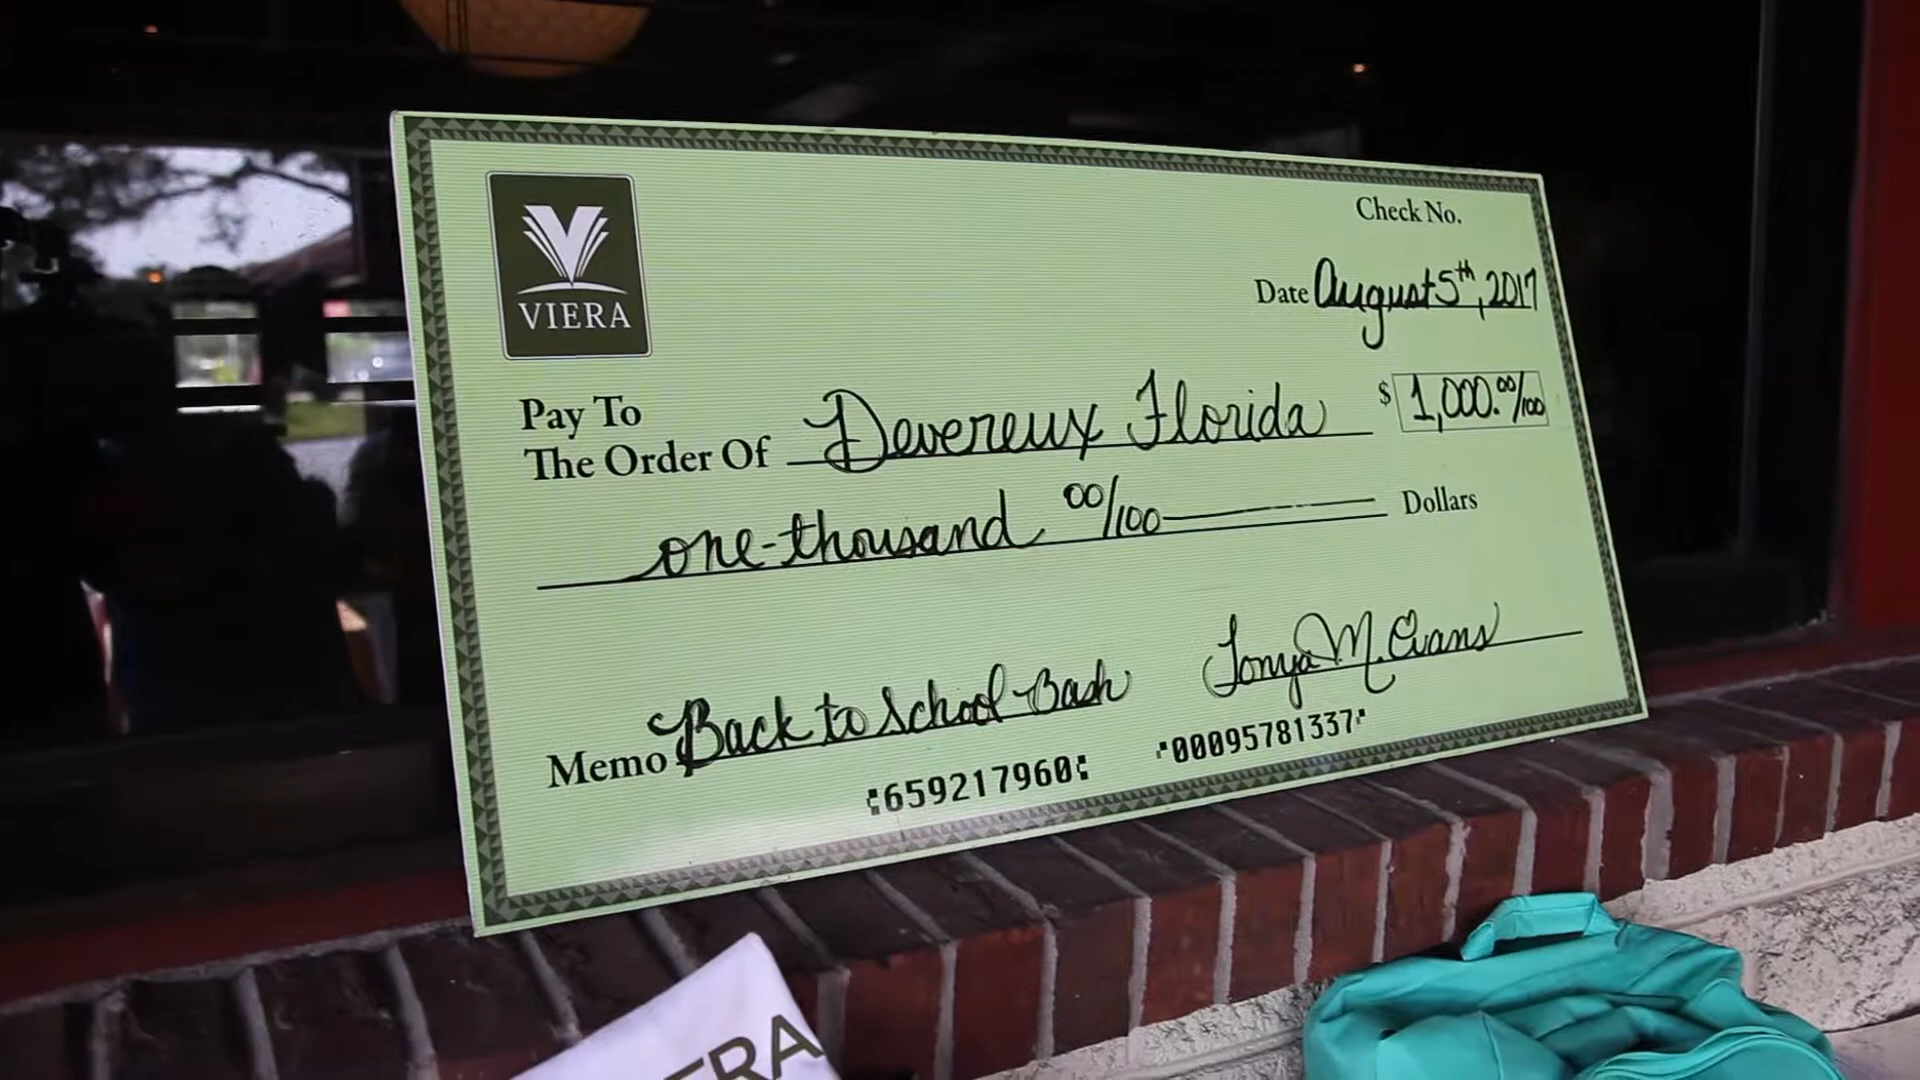 VIERA
Check No.
Date August 5th, 2017
Pay To
The Order Of Devereux Florida $ 1,000.00/100
one-thousand 00/100 Dollars
Memo Back to School Bash Tonya M. Evans
⑆659217960⑆ ⑈00095781337⑈
ERA